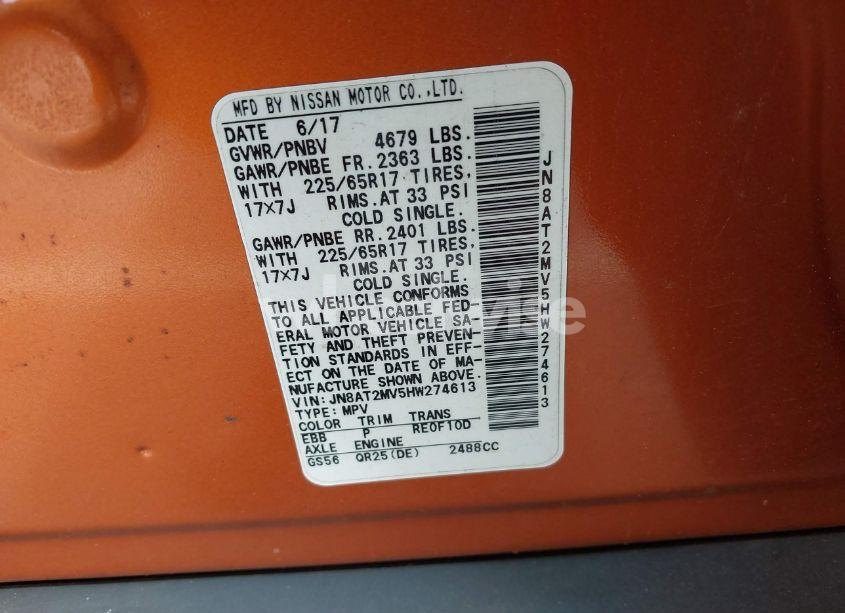 MFD BY NISSAN MOTOR CO.,LTD.
DATE 6/17
GVWR/PNBV 4679 LBS.
GAWR/PNBE FR.2363 LBS.
WITH 225/65R17 TIRES,
17X7J RIMS.AT 33 PSI
COLD SINGLE.
GAWR/PNBE RR.2401 LBS.
WITH 225/65R17 TIRES,
17X7J RIMS.AT 33 PSI
COLD SINGLE.
THIS VEHICLE CONFORMS
TO ALL APPLICABLE FED-
ERAL MOTOR VEHICLE SA-
FETY AND THEFT PREVEN-
TION STANDARDS IN EFF-
ECT ON THE DATE OF MA-
NUFACTURE SHOWN ABOVE.
VIN: JN8AT2MV5HW274613
TYPE: MPV
COLOR TRIM TRANS
EBB P RE0F10D
AXLE ENGINE
GS56 QR25(DE) 2488CC
JN8AT2MV5HW274613